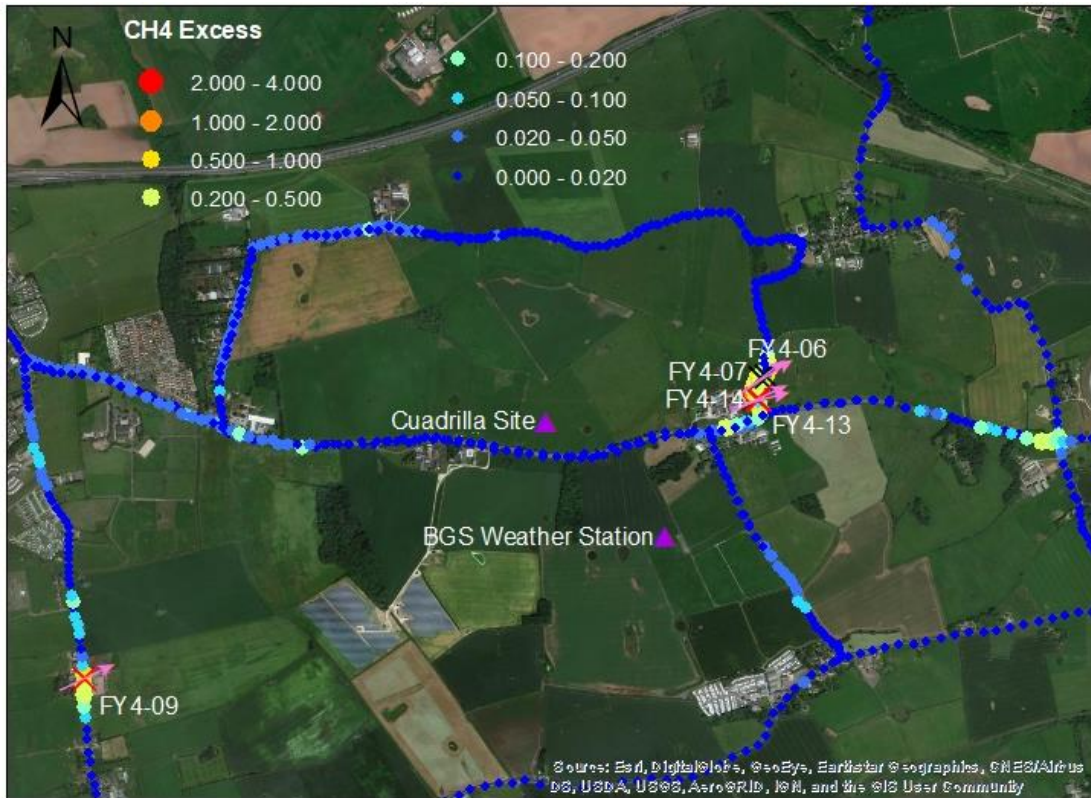 N
CH4 Excess
2.000 - 4.000
1.000 - 2.000
0.500 - 1.000
0.200 - 0.500
0.100 - 0.200
0.050 - 0.100
0.020 - 0.050
0.000 - 0.020
FY4-06
FY4-07
FY4-14
FY4-13
Cuadrilla Site
BGS Weather Station
FY4-09
Source: Esri, DigitalGlobe, GeoEye, Earthstar Geographics, CNES/Airbus
DS, USDA, USGS, AeroGRID, IGN, and the GIS User Community